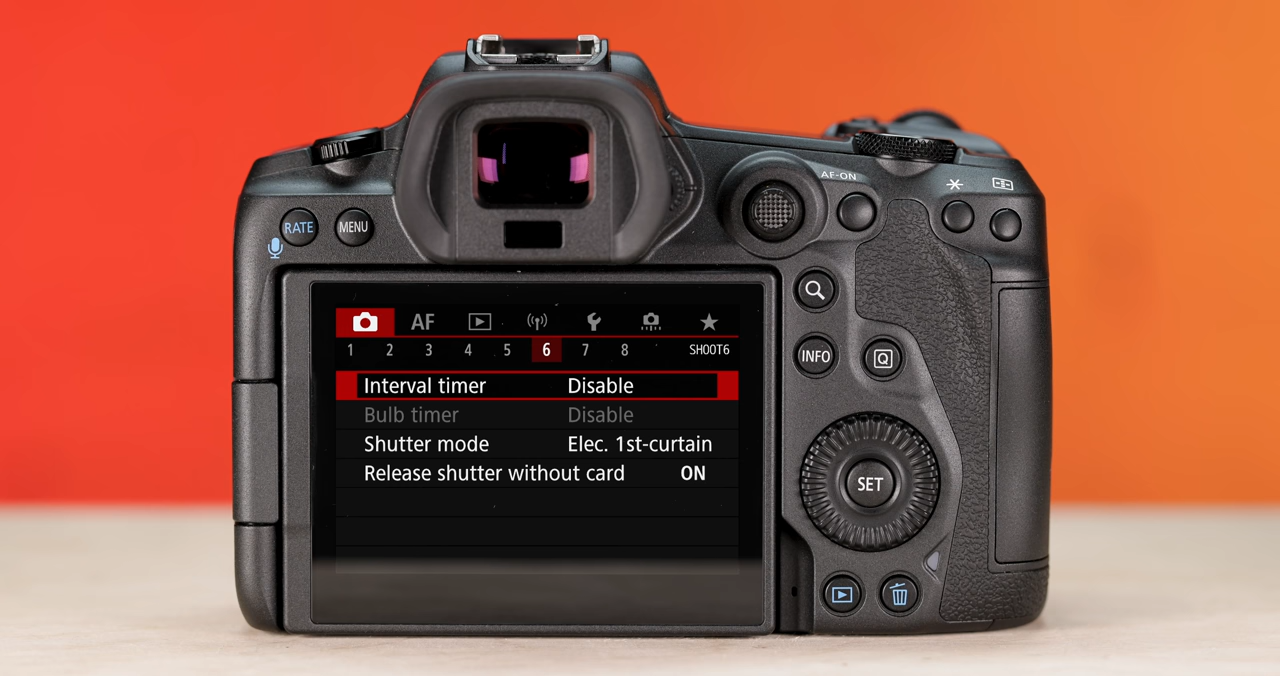 AF-ON
RATE
MENU
AF
1 2 3 4 5 6 7 8 SHOOT6
Interval timer Disable
Bulb timer Disable
Shutter mode Elec. 1st-curtain
Release shutter without card ON
INFO
Q
SET